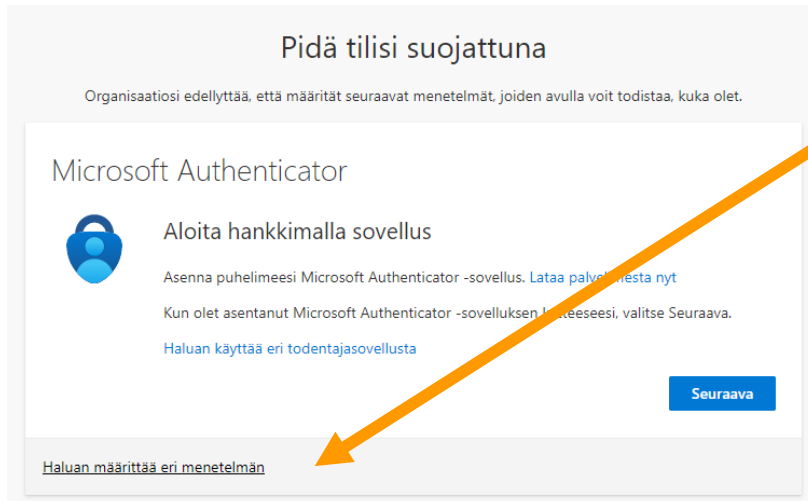 Pidä tilisi suojattuna
Organisaatiosi edellyttää, että määrität seuraavat menetelmät, joiden avulla voit todistaa, kuka olet.
Microsoft Authenticator
Aloita hankkimalla sovellus
Asenna puhelimeesi Microsoft Authenticator -sovellus. Lataa nyt
Kun olet asentanut Microsoft Authenticator -sovelluksen valitse Seuraava.
Haluan käyttää eri todentajasovellusta
Seuraava
Haluan määrittää eri menetelmän